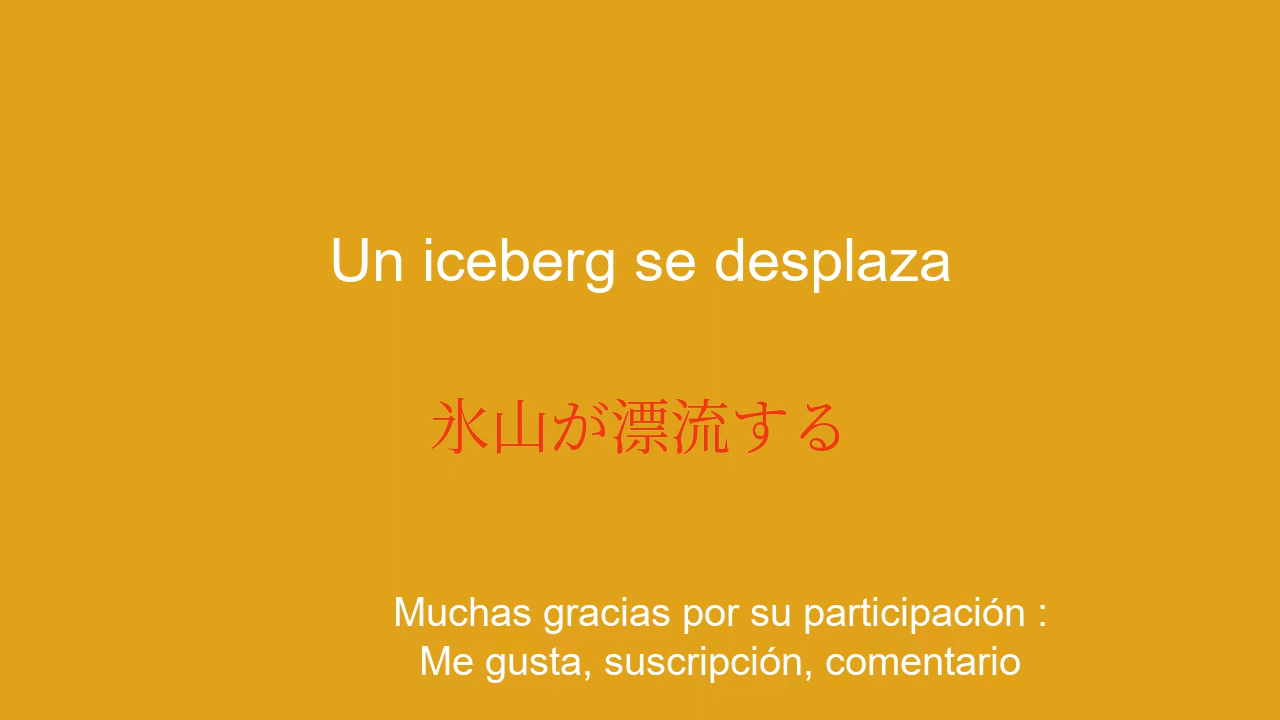 Un iceberg se desplaza
氷山が漂流する
Muchas gracias por su participación :
Me gusta, suscripción, comentario